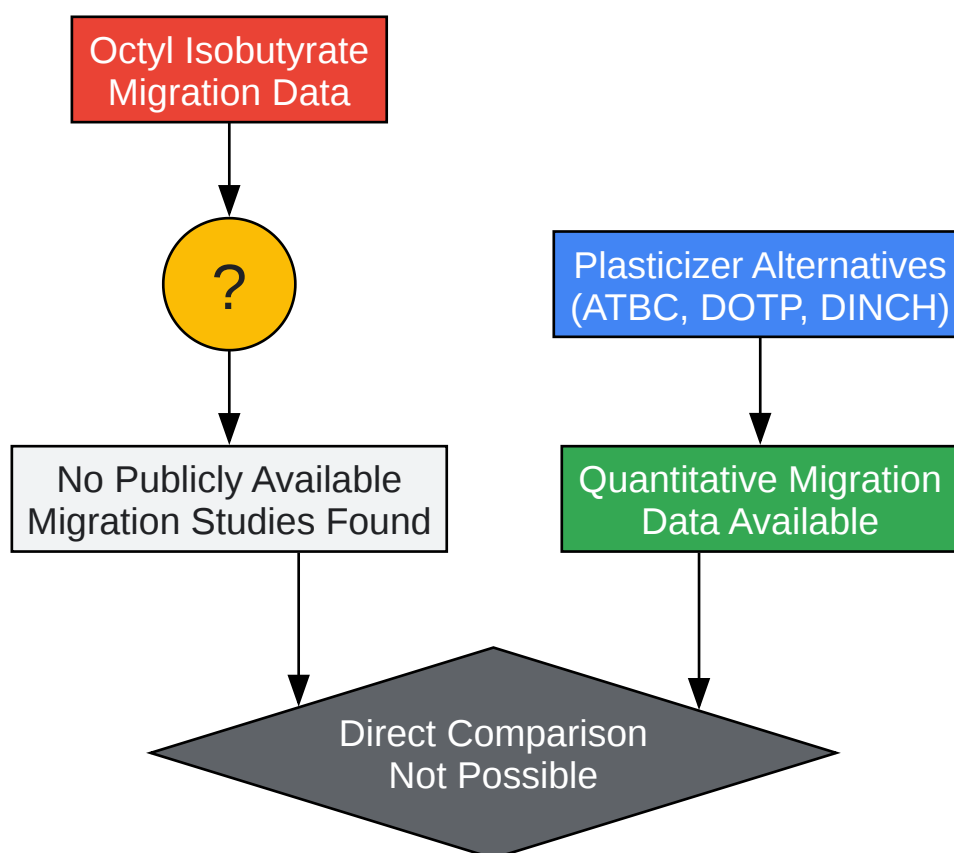 Octyl Isobutyrate
Migration Data
?
Plasticizer Alternatives
(ATBC, DOTP, DINCH)
No Publicly Available
Migration Studies Found
Quantitative Migration
Data Available
Direct Comparison
Not Possible